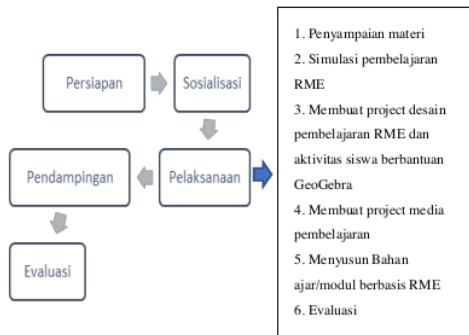 Persiapan
Sosialisasi
Pendampingan
Pelaksanaan
Evaluasi
1. Penyampaian materi
2. Simulasi pembelajaran
RME
3. Membuat project desain
pembelajaran RME dan
aktivitas siswa berbantuan
GeoGebra
4. Membuat project media
pembelajaran
5. Menyusun Bahan
ajar/modul berbasis RME
6. Evaluasi